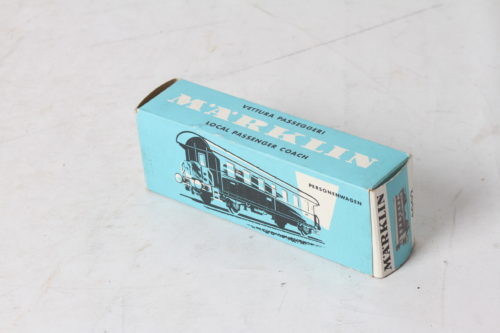 VETTURA PASSEGGERI
MÄRKLIN
LOCAL PASSENGER COACH
PERSONENWAGEN
MÄRKLIN